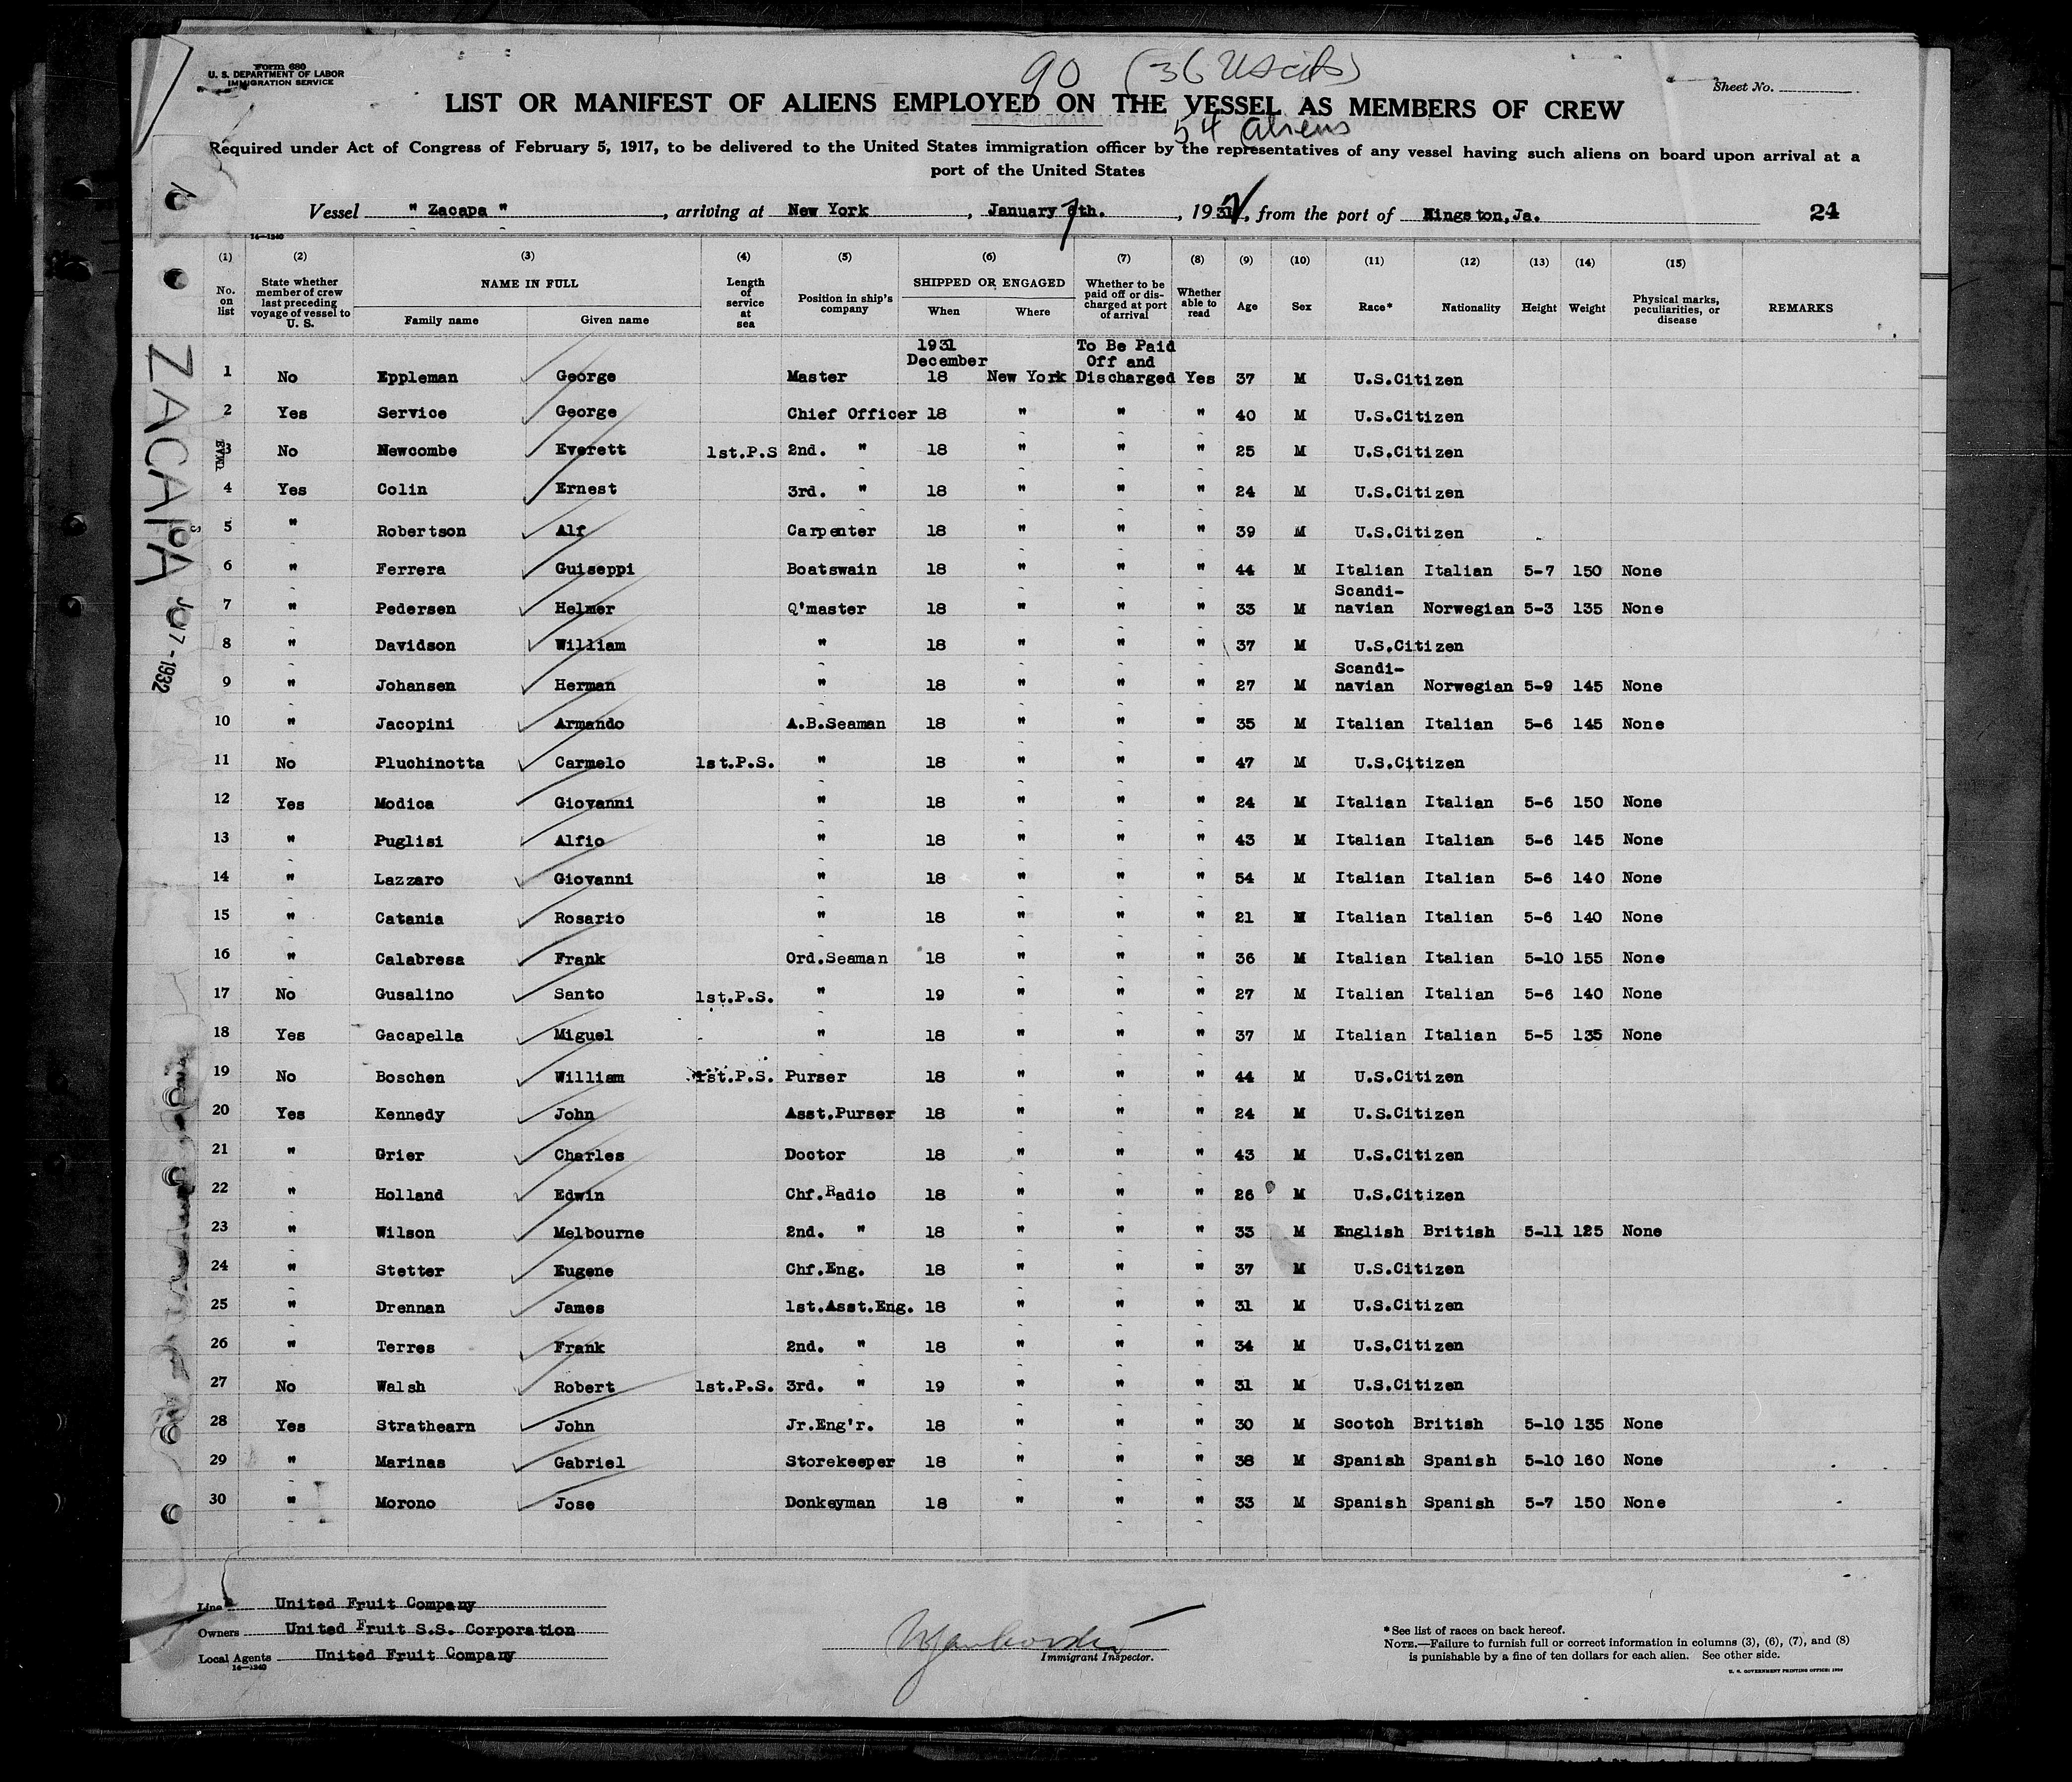 Form 680
U. S. DEPARTMENT OF LABOR
IMMIGRATION SERVICE
90 (36 UScits)
Sheet No.
LIST OR MANIFEST OF ALIENS EMPLOYED ON THE VESSEL AS MEMBERS OF CREW
54 aliens
Required under Act of Congress of February 5, 1917, to be delivered to the United States immigration officer by the representatives of any vessel having such aliens on board upon arrival at a
port of the United States
Vessel " Zacapa ", arriving at New York, January 7th., 1932, from the port of Kingston,Ja. 24
14—1240
(1) (2) (3) (4) (5) (6) (7) (8) (9) (10) (11) (12) (13) (14) (15)
No. on list
State whether member of crew last preceding voyage of vessel to U. S.
NAME IN FULL
Family name Given name
Length of service at sea
Position in ship's company
SHIPPED OR ENGAGED
When Where
Whether to be paid off or discharged at port of arrival
Whether able to read
Age Sex Race* Nationality Height Weight
Physical marks, peculiarities, or disease
REMARKS
1931 To Be Paid
December Off and
1 No Eppleman George Master 18 New York Discharged Yes 37 M U.S.Citizen
2 Yes Service George Chief Officer 18 " " " 40 M U.S.Citizen
3 No Newcombe Everett 1st.P.S 2nd. " 18 " " " 25 M U.S.Citizen
4 Yes Colin Ernest 3rd. " 18 " " " 24 M U.S.Citizen
5 " Robertson Alf Carpenter 18 " " " 39 M U.S.Citizen
6 " Ferrera Guiseppi Boatswain 18 " " " 44 M Italian Italian 5-7 150 None
Scandi-
7 " Pedersen Helmer Q'master 18 " " " 33 M navian Norwegian 5-3 135 None
8 " Davidson William " 18 " " " 37 M U.S.Citizen
Scandi-
9 " Johansen Herman " 18 " " " 27 M navian Norwegian 5-9 145 None
10 " Jacopini Armando A.B.Seaman 18 " " " 35 M Italian Italian 5-6 145 None
11 No Pluchinotta Carmelo 1st.P.S. " 18 " " " 47 M U.S.Citizen
12 Yes Modica Giovanni " 18 " " " 24 M Italian Italian 5-6 150 None
13 " Puglisi Alfio " 18 " " " 43 M Italian Italian 5-6 145 None
14 " Lazzaro Giovanni " 18 " " " 54 M Italian Italian 5-6 140 None
15 " Catania Rosario " 18 " " " 21 M Italian Italian 5-6 140 None
16 " Calabresa Frank Ord.Seaman 18 " " " 36 M Italian Italian 5-10 155 None
17 No Gusalino Santo 1st.P.S. " 19 " " " 27 M Italian Italian 5-6 140 None
18 Yes Gacapella Miguel " 18 " " " 37 M Italian Italian 5-5 135 None
19 No Boschen William 1st.P.S. Purser 18 " " " 44 M U.S.Citizen
20 Yes Kennedy John Asst.Purser 18 " " " 24 M U.S.Citizen
21 " Grier Charles Doctor 18 " " " 43 M U.S.Citizen
22 " Holland Edwin Chf.Radio 18 " " " 26 M U.S.Citizen
23 " Wilson Melbourne 2nd. " 18 " " " 33 M English British 5-11 125 None
24 " Stetter Eugene Chf.Eng. 18 " " " 37 M U.S.Citizen
25 " Drennan James 1st.Asst.Eng. 18 " " " 31 M U.S.Citizen
26 " Terres Frank 2nd. " 18 " " " 34 M U.S.Citizen
27 No Walsh Robert 1st.P.S. 3rd. " 19 " " " 31 M U.S.Citizen
28 Yes Strathearn John Jr.Eng'r. 18 " " " 30 M Scotch British 5-10 135 None
29 " Marinas Gabriel Storekeeper 18 " " " 38 M Spanish Spanish 5-10 160 None
30 " Morono Jose Donkeyman 18 " " " 33 M Spanish Spanish 5-7 150 None
ZACAPA
7-1932
Line United Fruit Company
Owners United Fruit S.S. Corporation
Local Agents United Fruit Company
14—1240
Immigrant Inspector.
*See list of races on back hereof.
NOTE.—Failure to furnish full or correct information in columns (3), (6), (7), and (8)
is punishable by a fine of ten dollars for each alien. See other side.
U. S. GOVERNMENT PRINTING OFFICE: 1930